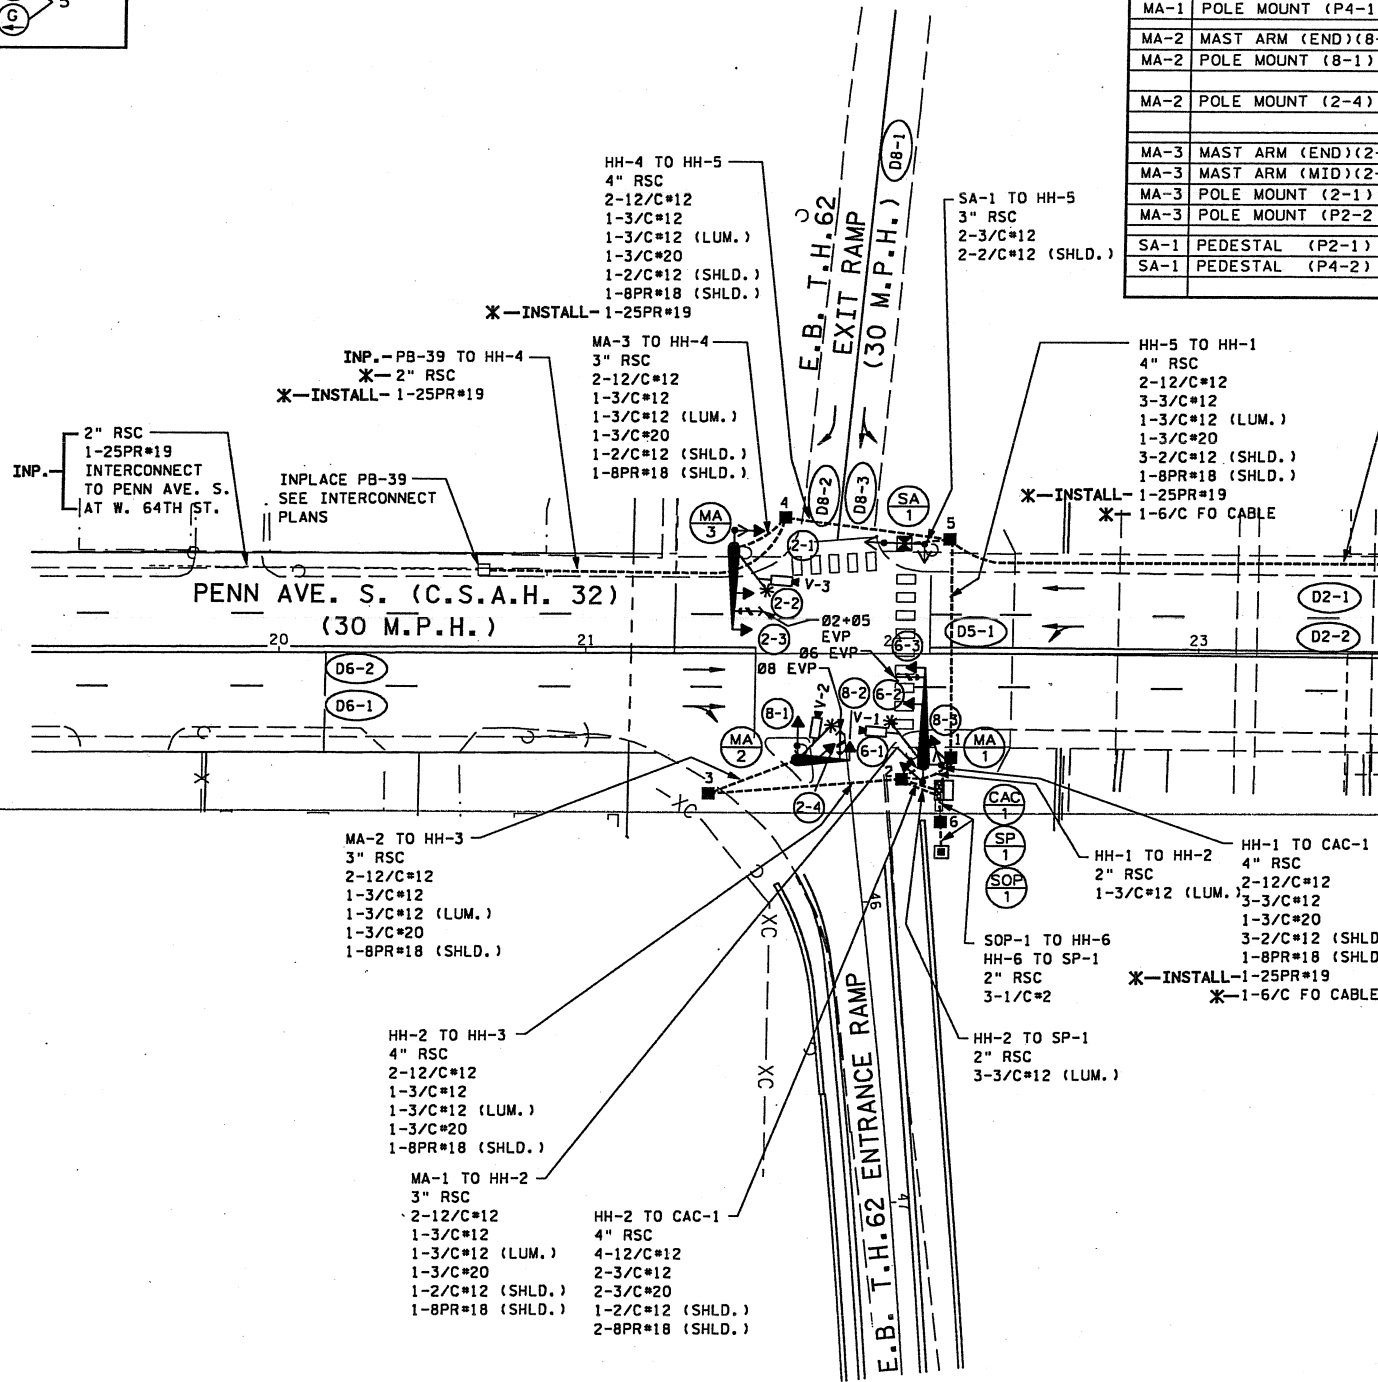 G
5
MA-1 POLE MOUNT (P4-1
MA-2 MAST ARM (END)(8-
MA-2 POLE MOUNT (8-1)
MA-2 POLE MOUNT (2-4)
MA-3 MAST ARM (END)(2-
MA-3 MAST ARM (MID)(2-
MA-3 POLE MOUNT (2-1)
MA-3 POLE MOUNT (P2-2
SA-1 PEDESTAL (P2-1)
SA-1 PEDESTAL (P4-2)
HH-4 TO HH-5
4" RSC
2-12/C#12
1-3/C#12
1-3/C#12 (LUM.)
1-3/C#20
1-2/C#12 (SHLD.)
1-8PR#18 (SHLD.)
INSTALL- 1-25PR#19
E.B. T.H.62
EXIT RAMP
(30 M.P.H.)
D8-1
SA-1 TO HH-5
3" RSC
2-3/C#12
2-2/C#12 (SHLD.)
MA-3 TO HH-4
3" RSC
2-12/C#12
1-3/C#12
1-3/C#12 (LUM.)
1-3/C#20
1-2/C#12 (SHLD.)
1-8PR#18 (SHLD.)
INP.-PB-39 TO HH-4
2" RSC
INSTALL- 1-25PR#19
HH-5 TO HH-1
4" RSC
2-12/C#12
3-3/C#12
1-3/C#12 (LUM.)
1-3/C#20
3-2/C#12 (SHLD.)
1-8PR#18 (SHLD.)
INSTALL- 1-25PR#19
1-6/C FO CABLE
INP.
2" RSC
1-25PR#19
INTERCONNECT
TO PENN AVE. S.
AT W. 64TH ST.
INPLACE PB-39
SEE INTERCONNECT
PLANS
MA
3
4
D8-2
D8-3
SA
1
5
2-1
V-3
2-2
2-3
PENN AVE. S. (C.S.A.H. 32)
(30 M.P.H.)
Ø2+Ø5
EVP
Ø6 EVP
Ø8 EVP
2
6-3
D5-1
D2-1
D2-2
20
21
23
D6-2
D6-1
8-1
V-2
8-2
6-2
V-1
6-1
8-3
MA
2
1
MA
1
3
2
2-4
6
CAC
1
SP
1
SOP
1
MA-2 TO HH-3
3" RSC
2-12/C#12
1-3/C#12
1-3/C#12 (LUM.)
1-3/C#20
1-8PR#18 (SHLD.)
HH-1 TO HH-2
2" RSC
1-3/C#12 (LUM.)
HH-1 TO CAC-1
4" RSC
2-12/C#12
3-3/C#12
1-3/C#20
3-2/C#12 (SHLD
1-8PR#18 (SHLD
INSTALL-1-25PR#19
1-6/C FO CABLE
SOP-1 TO HH-6
HH-6 TO SP-1
2" RSC
3-1/C#2
XC
XC
XC
46
47
HH-2 TO HH-3
4" RSC
2-12/C#12
1-3/C#12
1-3/C#12 (LUM.)
1-3/C#20
1-8PR#18 (SHLD.)
HH-2 TO SP-1
2" RSC
3-3/C#12 (LUM.)
E.B. T.H.62 ENTRANCE RAMP
MA-1 TO HH-2
3" RSC
2-12/C#12
1-3/C#12
1-3/C#12 (LUM.)
1-3/C#20
1-2/C#12 (SHLD.)
1-8PR#18 (SHLD.)
HH-2 TO CAC-1
4" RSC
4-12/C#12
2-3/C#12
2-3/C#20
1-2/C#12 (SHLD.)
2-8PR#18 (SHLD.)